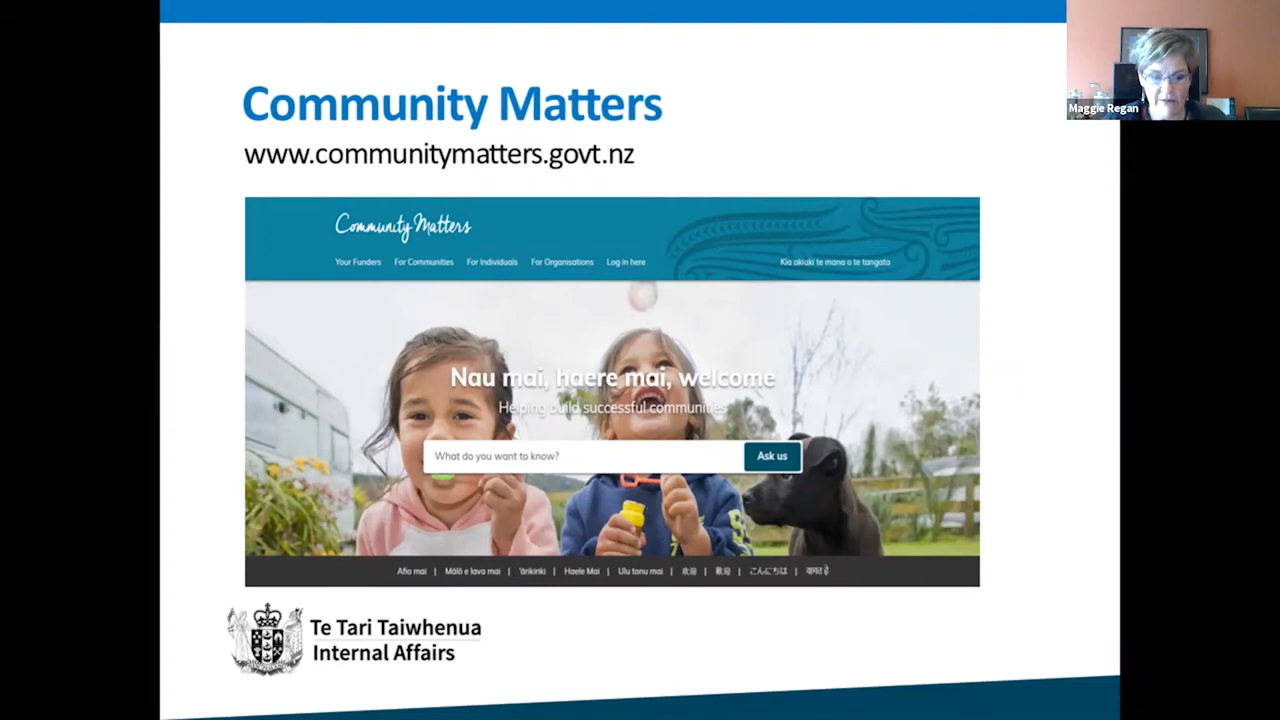 Community Matters
www.communitymatters.govt.nz
Maggie Regan
Community Matters
Your Funders For Communities For Individuals For Organisations Log in here
Kia akiaki te mana o te tangata
Nau mai, haere mai, welcome
Helping build successful communities
What do you want to know? Ask us
Afio mai | Mālō e lava mai | 'ārikiriki | Haele Mai | Ulu tonu mai | 欢迎 | 歡迎 | こんにちは |
Te Tari Taiwhenua
Internal Affairs